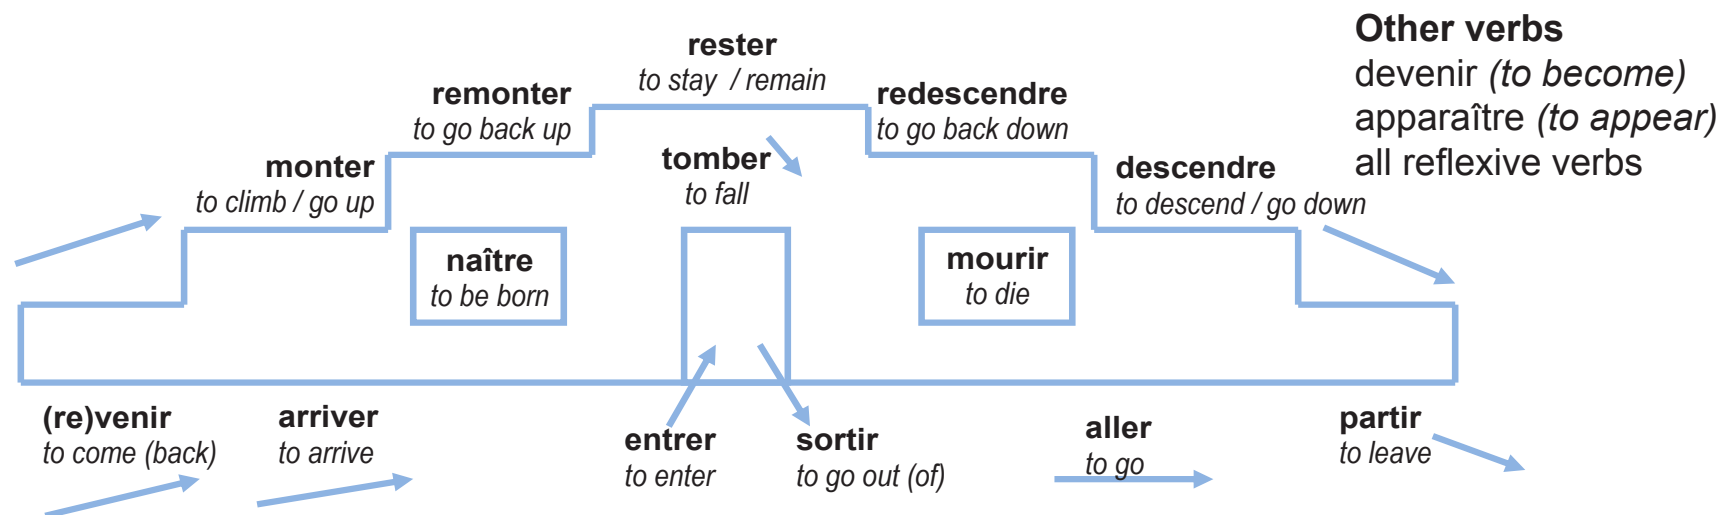 rester
to stay / remain
remonter
to go back up
redescendre
to go back down
monter
to climb / go up
tomber
to fall
descendre
to descend / go down
naître
to be born
mourir
to die
(re)venir
to come (back)
arriver
to arrive
entrer
to enter
sortir
to go out (of)
aller
to go
partir
to leave
Other verbs
devenir (to become)
apparaître (to appear)
all reflexive verbs